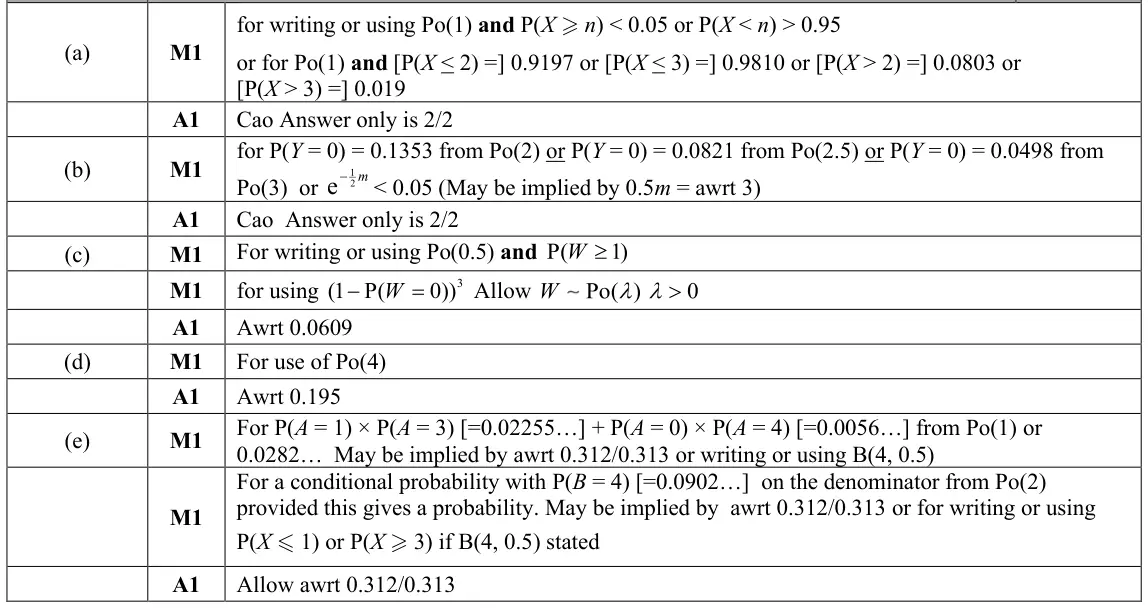 for writing or using Po(1) and P(X ⩾ n) < 0.05 or P(X < n) > 0.95
(a) M1
or for Po(1) and [P(X ≤ 2) =] 0.9197 or [P(X ≤ 3) =] 0.9810 or [P(X > 2) =] 0.0803 or
[P(X > 3) =] 0.019
A1 Cao Answer only is 2/2
for P(Y = 0) = 0.1353 from Po(2) or P(Y = 0) = 0.0821 from Po(2.5) or P(Y = 0) = 0.0498 from
(b) M1
Po(3) or e^{-\frac{1}{2}m} < 0.05 (May be implied by 0.5m = awrt 3)
A1 Cao Answer only is 2/2
(c) M1 For writing or using Po(0.5) and P(W ≥ 1)
M1 for using (1 − P(W = 0))³ Allow W ~ Po(λ) λ > 0
A1 Awrt 0.0609
(d) M1 For use of Po(4)
A1 Awrt 0.195
(e) M1 For P(A = 1) × P(A = 3) [=0.02255…] + P(A = 0) × P(A = 4) [=0.0056…] from Po(1) or
0.0282… May be implied by awrt 0.312/0.313 or writing or using B(4, 0.5)
For a conditional probability with P(B = 4) [=0.0902…] on the denominator from Po(2)
M1 provided this gives a probability. May be implied by awrt 0.312/0.313 or for writing or using
P(X ⩽ 1) or P(X ⩾ 3) if B(4, 0.5) stated
A1 Allow awrt 0.312/0.313